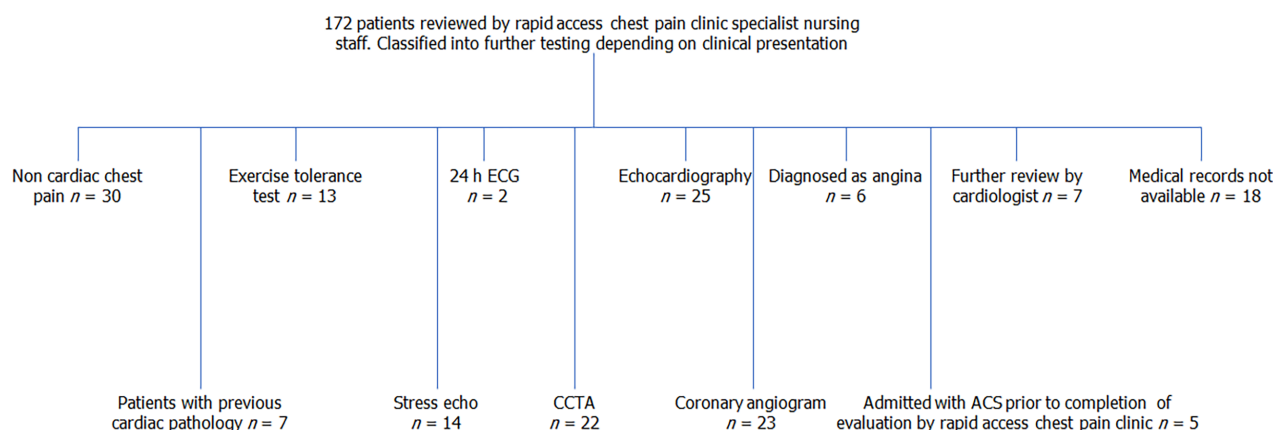 172 patients reviewed by rapid access chest pain clinic specialist nursing
staff. Classified into further testing depending on clinical presentation
Non cardiac chest
pain n = 30
Exercise tolerance
test n = 13
24 h ECG
n = 2
Echocardiography
n = 25
Diagnosed as angina
n = 6
Further review by
cardiologist n = 7
Medical records not
available n = 18
Patients with previous
cardiac pathology n = 7
Stress echo
n = 14
CCTA
n = 22
Coronary angiogram
n = 23
Admitted with ACS prior to completion of
evaluation by rapid access chest pain clinic n = 5